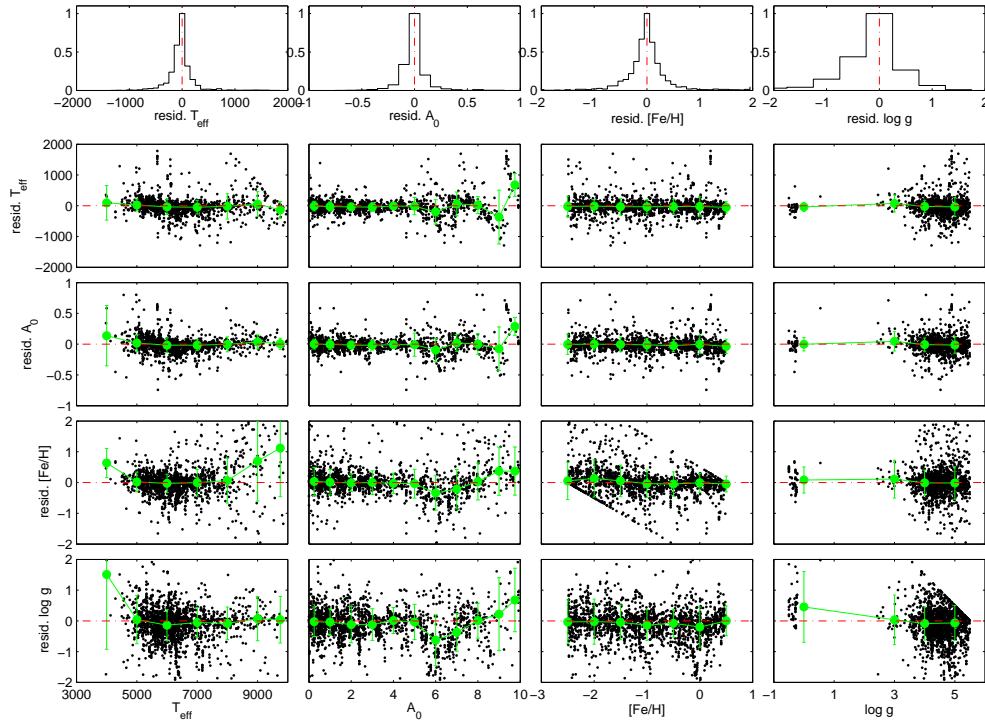 1
0.5
0
−2000 −1000 0 1000 2000
resid. T_eff
1
0.5
0
−1 −0.5 0 0.5 1
resid. A_0
1
0.5
0
−2 −1 0 1 2
resid. [Fe/H]
1
0.5
0
−2 −1 0 1 2
resid. log g
2000
1000
0
−1000
−2000
resid. T_eff
1
0.5
0
−0.5
−1
resid. A_0
2
1
0
−1
−2
resid. [Fe/H]
2
1
0
−1
−2
resid. log g
3000 5000 7000 9000
T_eff
0 2 4 6 8 10
A_0
−3 −2 −1 0 1
[Fe/H]
−1 1 3 5
log g